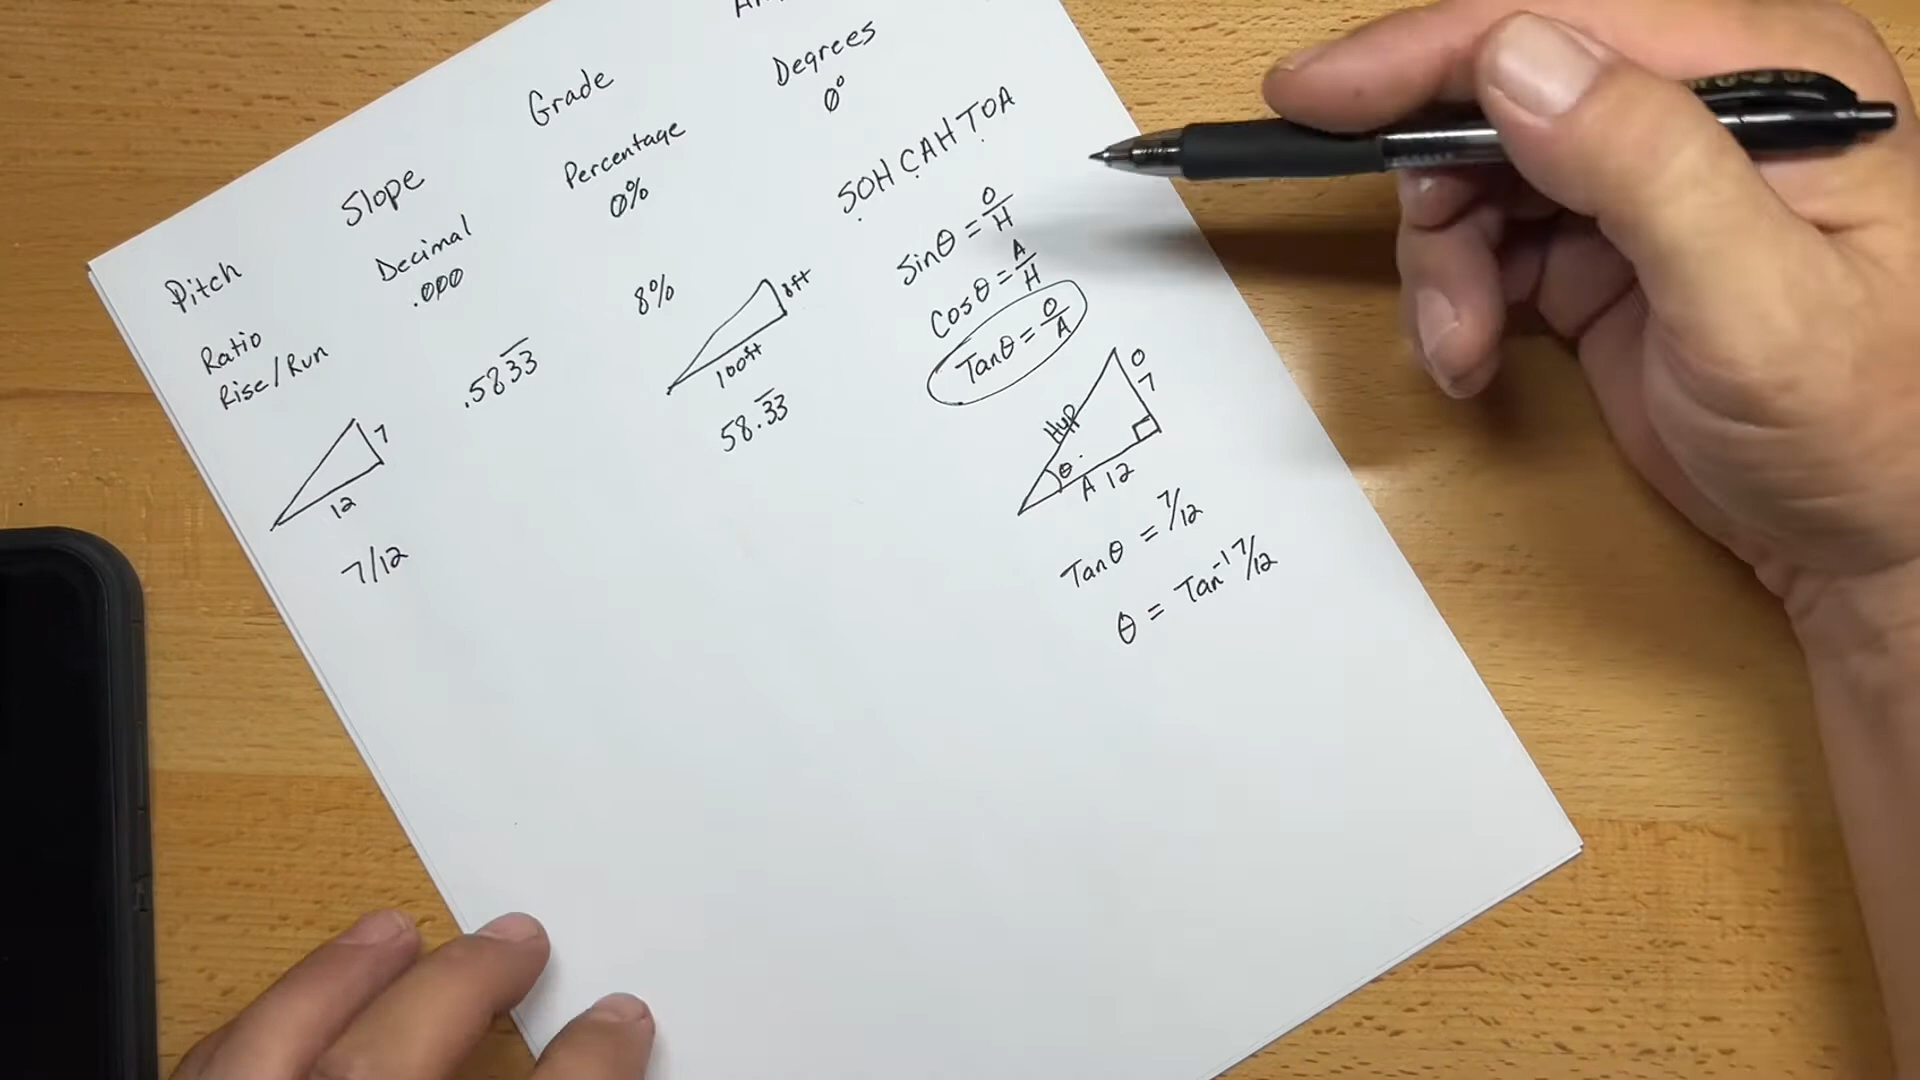 Pitch
Ratio
Rise/Run
7
12
7/12
Slope
Decimal
.000
.5833
Grade
Percentage
0%
8%
8ft
100ft
58.33
Degrees
0°
SOH CAH TOA
Sinθ = O/H
Cosθ = A/H
Tanθ = O/A
O
7
Hyp
θ
A 12
Tanθ = 7/12
θ = Tan⁻¹ 7/12